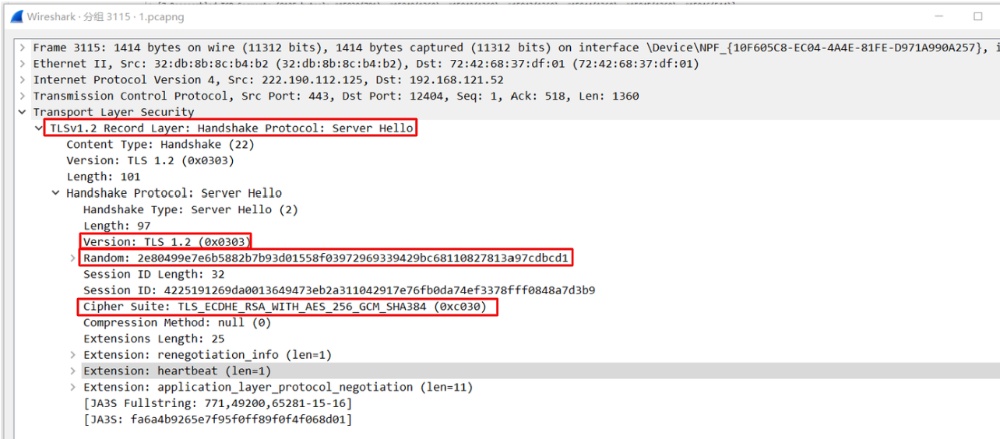 Wireshark · 分组 3115 · 1.pcapng
Frame 3115: 1414 bytes on wire (11312 bits), 1414 bytes captured (11312 bits) on interface \Device\NPF_{10F605C8-EC04-4A4E-81FE-D971A990A257}, i
Ethernet II, Src: 32:db:8b:8c:b4:b2 (32:db:8b:8c:b4:b2), Dst: 72:42:68:37:df:01 (72:42:68:37:df:01)
Internet Protocol Version 4, Src: 222.190.112.125, Dst: 192.168.121.52
Transmission Control Protocol, Src Port: 443, Dst Port: 12404, Seq: 1, Ack: 518, Len: 1360
Transport Layer Security
TLSv1.2 Record Layer: Handshake Protocol: Server Hello
Content Type: Handshake (22)
Version: TLS 1.2 (0x0303)
Length: 101
Handshake Protocol: Server Hello
Handshake Type: Server Hello (2)
Length: 97
Version: TLS 1.2 (0x0303)
Random: 2e80499e7e6b5882b7b93d01558f03972969339429bc68110827813a97cdbcd1
Session ID Length: 32
Session ID: 4225191269da0013649473eb2a311042917e76fb0da74ef3378fff0848a7d3b9
Cipher Suite: TLS_ECDHE_RSA_WITH_AES_256_GCM_SHA384 (0xc030)
Compression Method: null (0)
Extensions Length: 25
Extension: renegotiation_info (len=1)
Extension: heartbeat (len=1)
Extension: application_layer_protocol_negotiation (len=11)
[JA3S Fullstring: 771,49200,65281-15-16]
[JA3S: fa6a4b9265e7f95f0ff89f0f4f068d01]